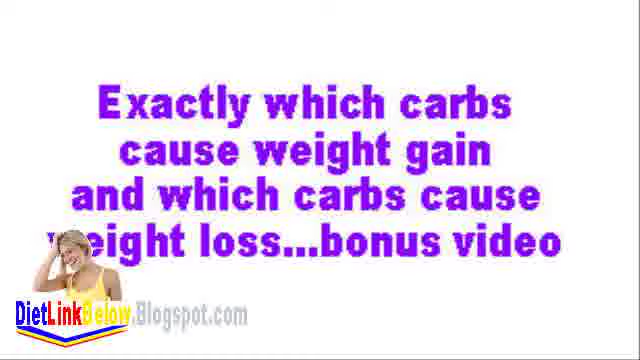 Exactly which carbs
cause weight gain
and which carbs cause
weight loss...bonus video
DietLinkBelow.Blogspot.com